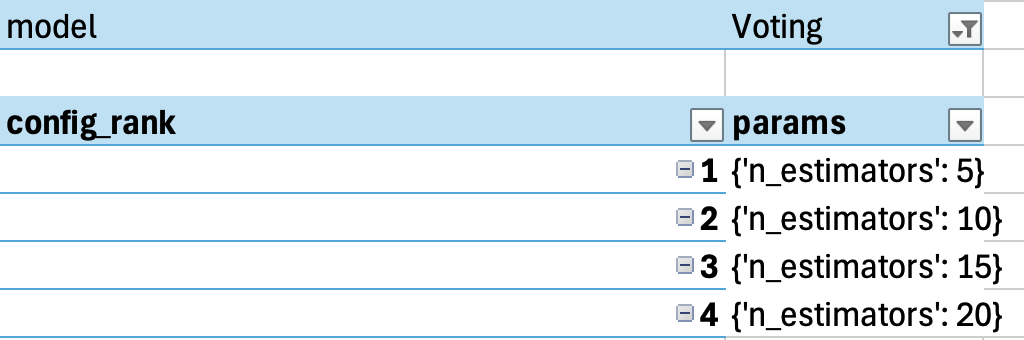 model Voting
config_rank params
1 {'n_estimators': 5}
2 {'n_estimators': 10}
3 {'n_estimators': 15}
4 {'n_estimators': 20}